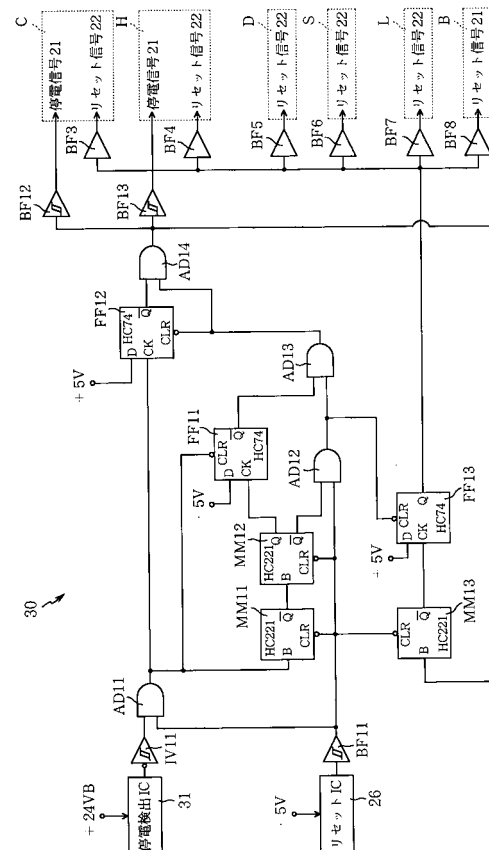 30
C
停電信号21
リセット信号22
H
停電信号21
リセット信号22
D
リセット信号22
S
リセット信号22
L
リセット信号22
B
リセット信号21
BF12
BF3
BF13
BF4
BF5
BF6
BF7
BF8
AD14
FF12
+5V
D
HC74
Q
CK
CLR
AD13
FF11
·5V
CLR
D
Q
CK
HC74
AD12
MM12
HC221
Q
Q
B
CLR
MM11
HC221
Q
B
CLR
FF13
+5V
CLR
D
Q
CK
HC74
MM13
CLR
Q
B
HC221
AD11
IV11
BF11
+24VB
停電検出IC
31
·5V
リセットIC
26